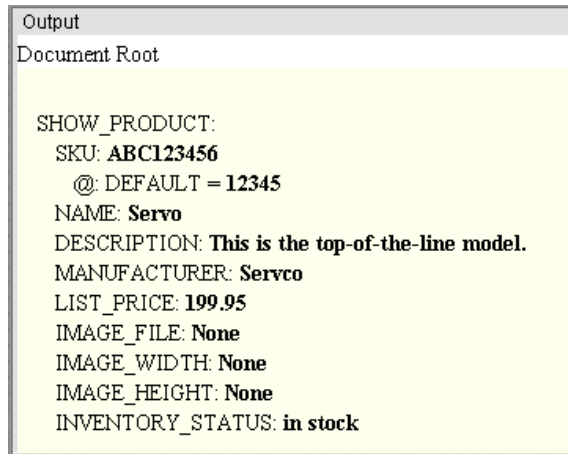 Output
Document Root
SHOW_PRODUCT:
SKU: ABC123456
@: DEFAULT = 12345
NAME: Servo
DESCRIPTION: This is the top-of-the-line model.
MANUFACTURER: Servco
LIST_PRICE: 199.95
IMAGE_FILE: None
IMAGE_WIDTH: None
IMAGE_HEIGHT: None
INVENTORY_STATUS: in stock